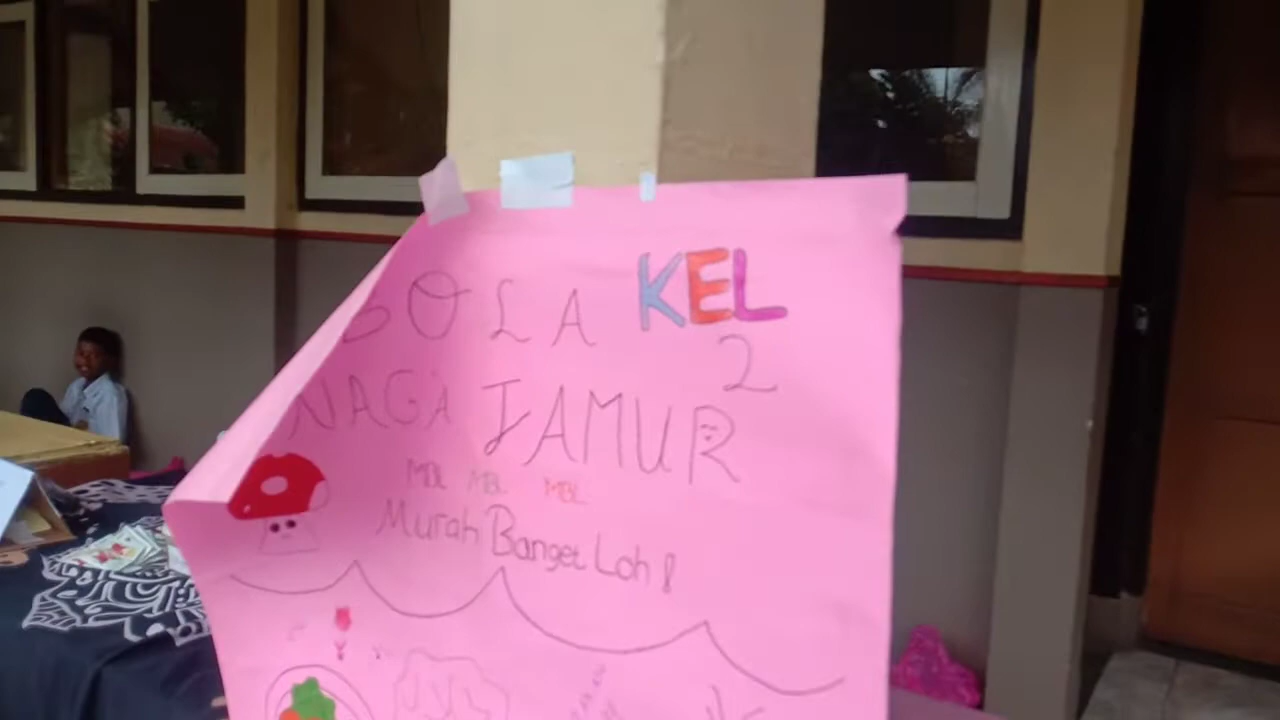 BOLA KEL
2
NAGA JAMUR
MBL MBL MBL
Murah Banget Loh!